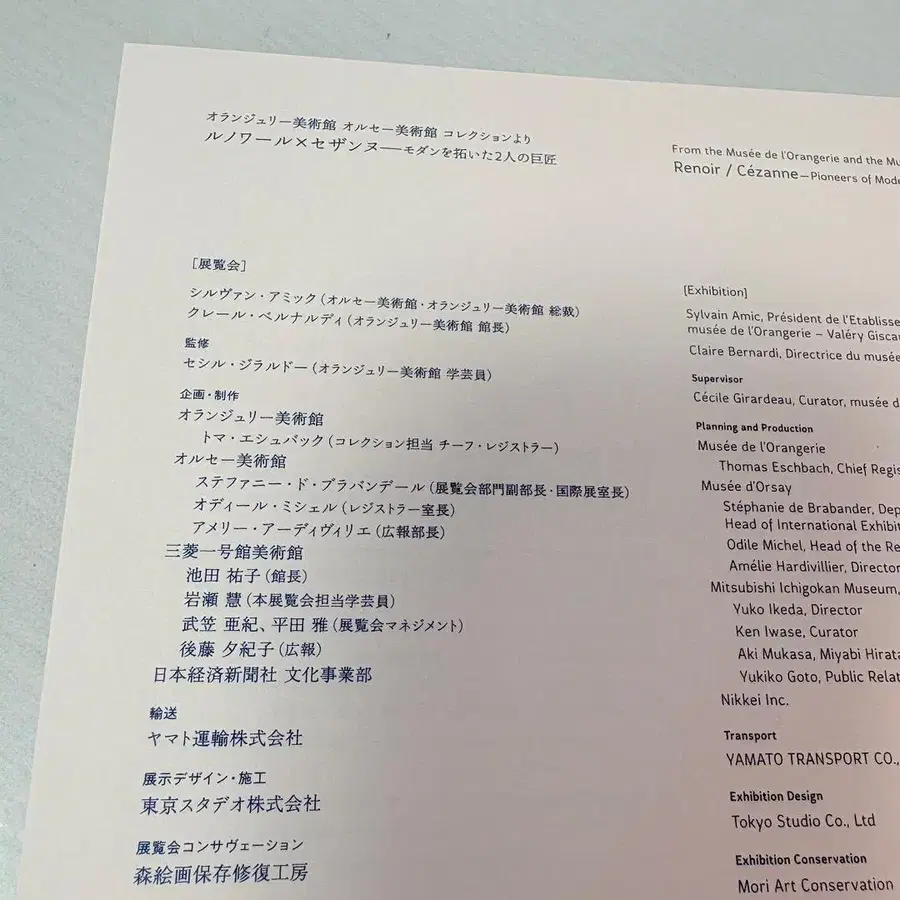 オランジュリー美術館 オルセー美術館 コレクションより
ルノワール×セザンヌ―モダンを拓いた2人の巨匠
[展覧会]
シルヴァン・アミック（オルセー美術館・オランジュリー美術館 総裁）
クレール・ベルナルディ（オランジュリー美術館 館長）
監修
セシル・ジラルドー（オランジュリー美術館 学芸員）
企画・制作
オランジュリー美術館
トマ・エシュバック（コレクション担当 チーフ・レジストラー）
オルセー美術館
ステファニー・ド・ブラバンデール（展覧会部門副部長・国際展室長）
オディール・ミシェル（レジストラー室長）
アメリー・アーディヴィリエ（広報部長）
三菱一号館美術館
池田 祐子（館長）
岩瀬 慧（本展覧会担当学芸員）
武笠 亜紀、平田 雅（展覧会マネジメント）
後藤 夕紀子（広報）
日本経済新聞社 文化事業部
輸送
ヤマト運輸株式会社
展示デザイン・施工
東京スタデオ株式会社
展覧会コンサヴェーション
森絵画保存修復工房
From the Musée de l'Orangerie and the
Renoir / Cézanne—Pioneers of
[Exhibition]
Sylvain Amic, Président de
musée de l'Orangerie – Valéry
Claire Bernardi, Directrice du musée
Supervisor
Cécile Girardeau, Curator, musée
Planning and Production
Musée de l'Orangerie
Thomas Eschbach, Chief
Musée d'Orsay
Stéphanie de Brabander,
Head of International
Odile Michel, Head of the
Amélie Hardivillier,
Mitsubishi Ichigokan Museum,
Yuko Ikeda, Director
Ken Iwase, Curator
Aki Mukasa, Miyabi Hirata
Yukiko Goto, Public
Nikkei Inc.
Transport
YAMATO TRANSPORT CO.,
Exhibition Design
Tokyo Studio Co., Ltd
Exhibition Conservation
Mori Art Conservation